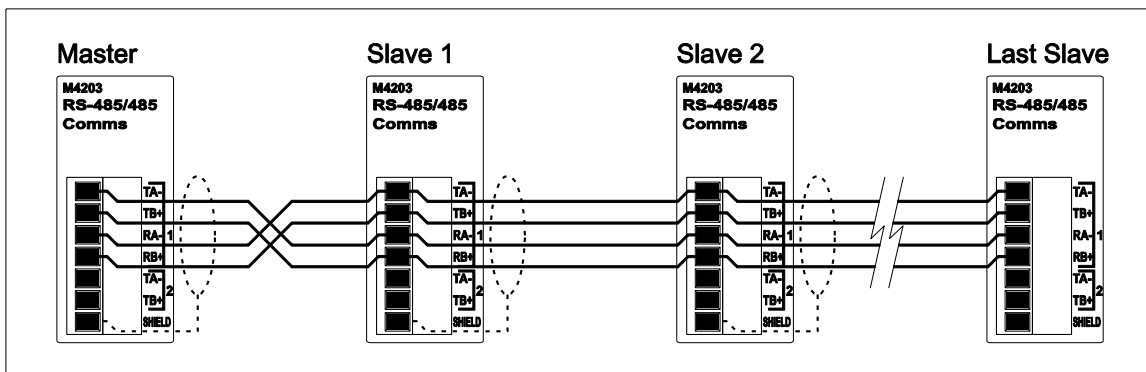 Master
M4203
RS-485/485
Comms
TA-
TB+
RA-
RB+
1
TA-
TB+
2
SHIELD
Slave 1
M4203
RS-485/485
Comms
TA-
TB+
RA-
RB+
1
TA-
TB+
2
SHIELD
Slave 2
M4203
RS-485/485
Comms
TA-
TB+
RA-
RB+
1
TA-
TB+
2
SHIELD
Last Slave
M4203
RS-485/485
Comms
TA-
TB+
RA-
RB+
1
TA-
TB+
2
SHIELD